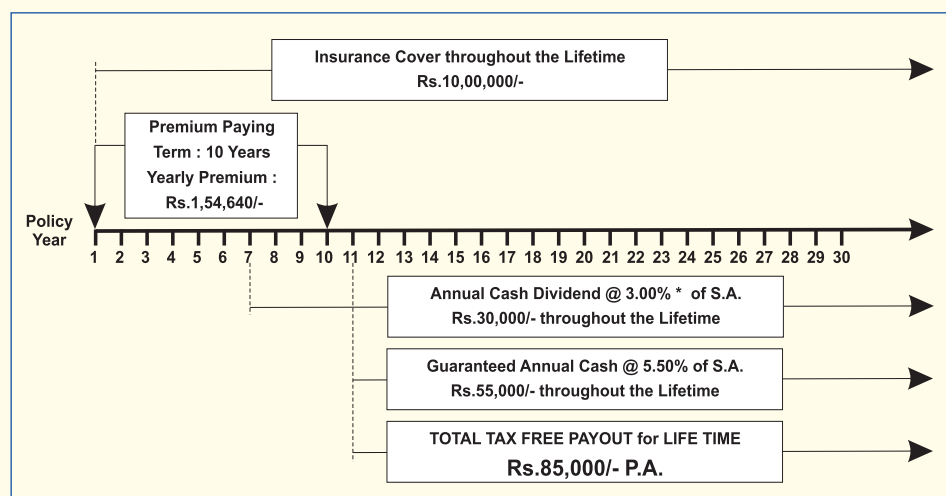 Insurance Cover throughout the Lifetime
Rs.10,00,000/-
Premium Paying
Term : 10 Years
Yearly Premium :
Rs.1,54,640/-
Policy
Year
1 2 3 4 5 6 7 8 9 10 11 12 13 14 15 16 17 18 19 20 21 22 23 24 25 26 27 28 29 30
Annual Cash Dividend @ 3.00% * of S.A.
Rs.30,000/- throughout the Lifetime
Guaranteed Annual Cash @ 5.50% of S.A.
Rs.55,000/- throughout the Lifetime
TOTAL TAX FREE PAYOUT for LIFE TIME
Rs.85,000/- P.A.